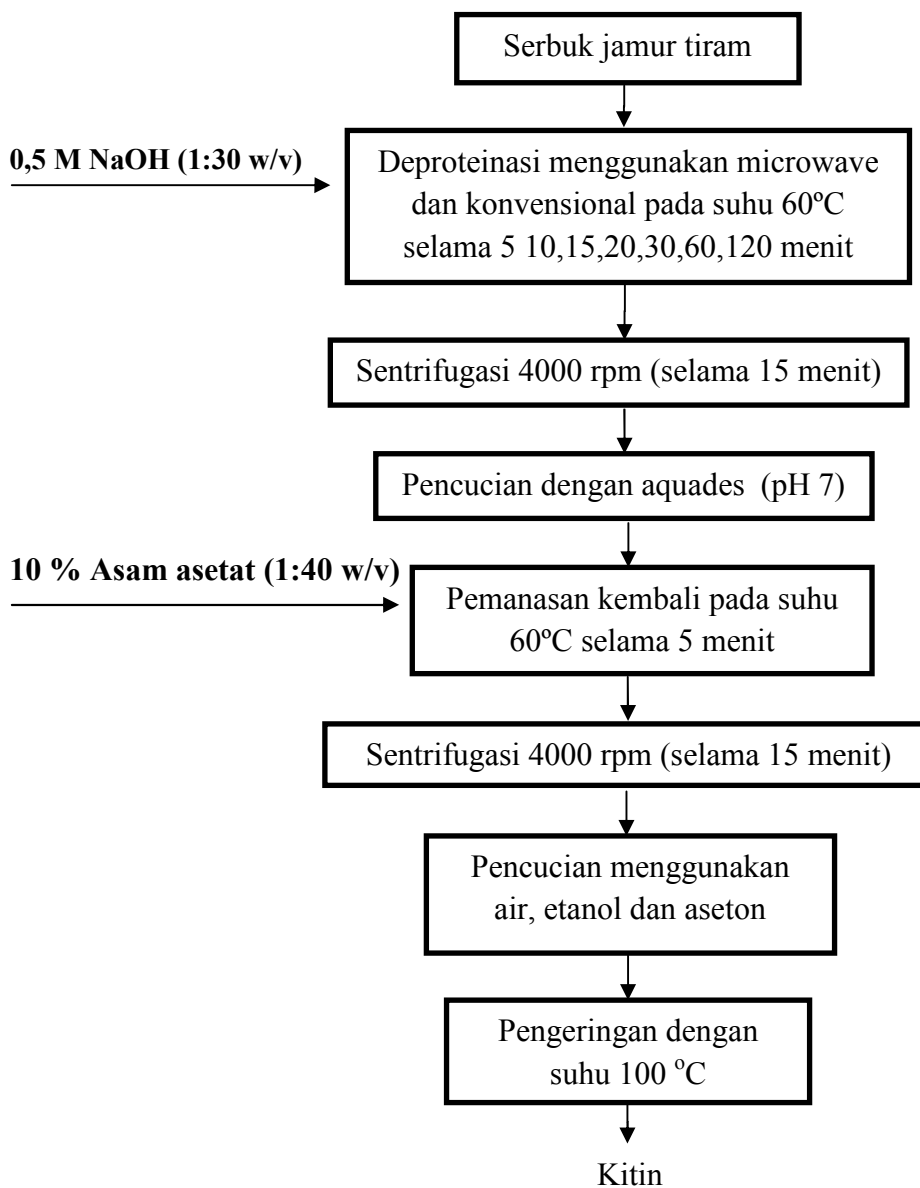 Serbuk jamur tiram
0,5 M NaOH (1:30 w/v)
Deproteinasi menggunakan microwave
dan konvensional pada suhu 60ºC
selama 5 10,15,20,30,60,120 menit
Sentrifugasi 4000 rpm (selama 15 menit)
Pencucian dengan aquades  (pH 7)
10 % Asam asetat (1:40 w/v)
Pemanasan kembali pada suhu
60ºC selama 5 menit
Sentrifugasi 4000 rpm (selama 15 menit)
Pencucian menggunakan
air, etanol dan aseton
Pengeringan dengan
suhu 100 ºC
Kitin